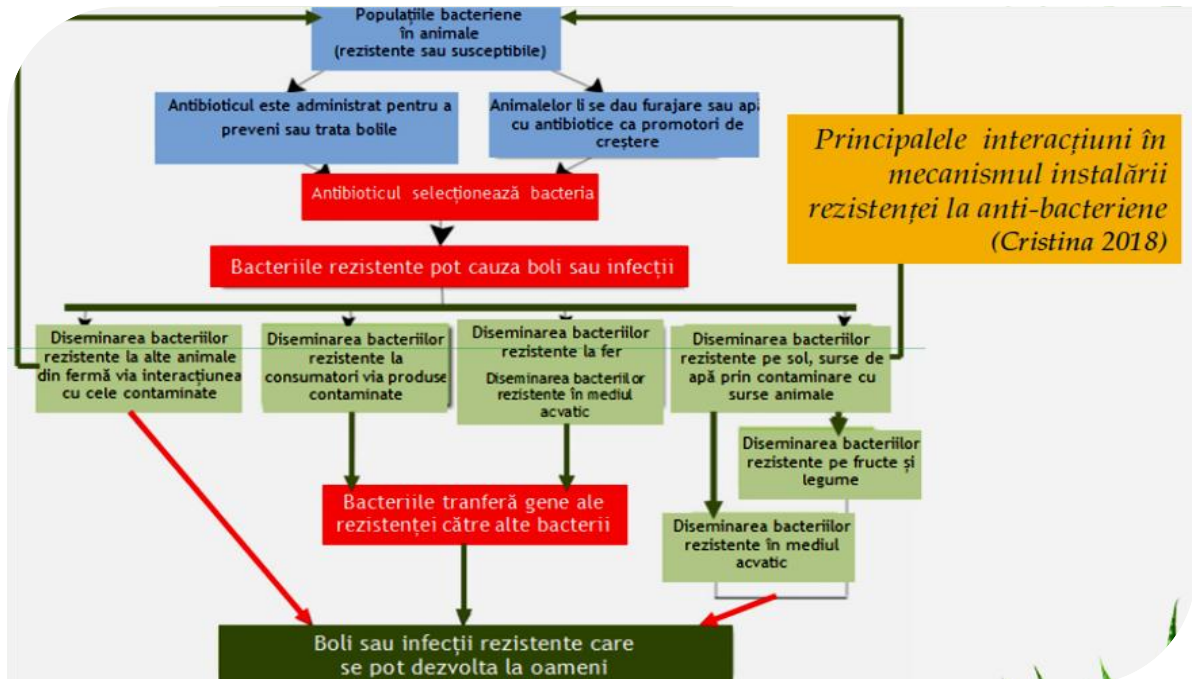 Populațiile bacteriene
în animale
(rezistente sau susceptibile)
Antibioticul este administrat pentru a
preveni sau trata bolile
Animalelor li se dau furajare sau apă
cu antibiotice ca promotori de
creștere
Principalele interacțiuni în
mecanismul instalării
rezistenței la anti-bacteriene
(Cristina 2018)
Antibioticul selecționează bacteria
Bacteriile rezistente pot cauza boli sau infecții
Diseminarea bacteriilor
rezistente la alte animale
din fermă via interacțiunea
cu cele contaminate
Diseminarea bacteriilor
rezistente la
consumatori via produse
contaminate
Diseminarea bacteriilor
rezistente la fer
Diseminarea bacteriilor
rezistente în mediul
acvatic
Diseminarea bacteriilor
rezistente pe sol, surse de
apă prin contaminare cu
surse animale
Diseminarea bacteriilor
rezistente pe fructe și
legume
Bacteriile tranferă gene ale
rezistenței către alte bacterii
Diseminarea bacteriilor
rezistente în mediul
acvatic
Boli sau infecții rezistente care
se pot dezvolta la oameni